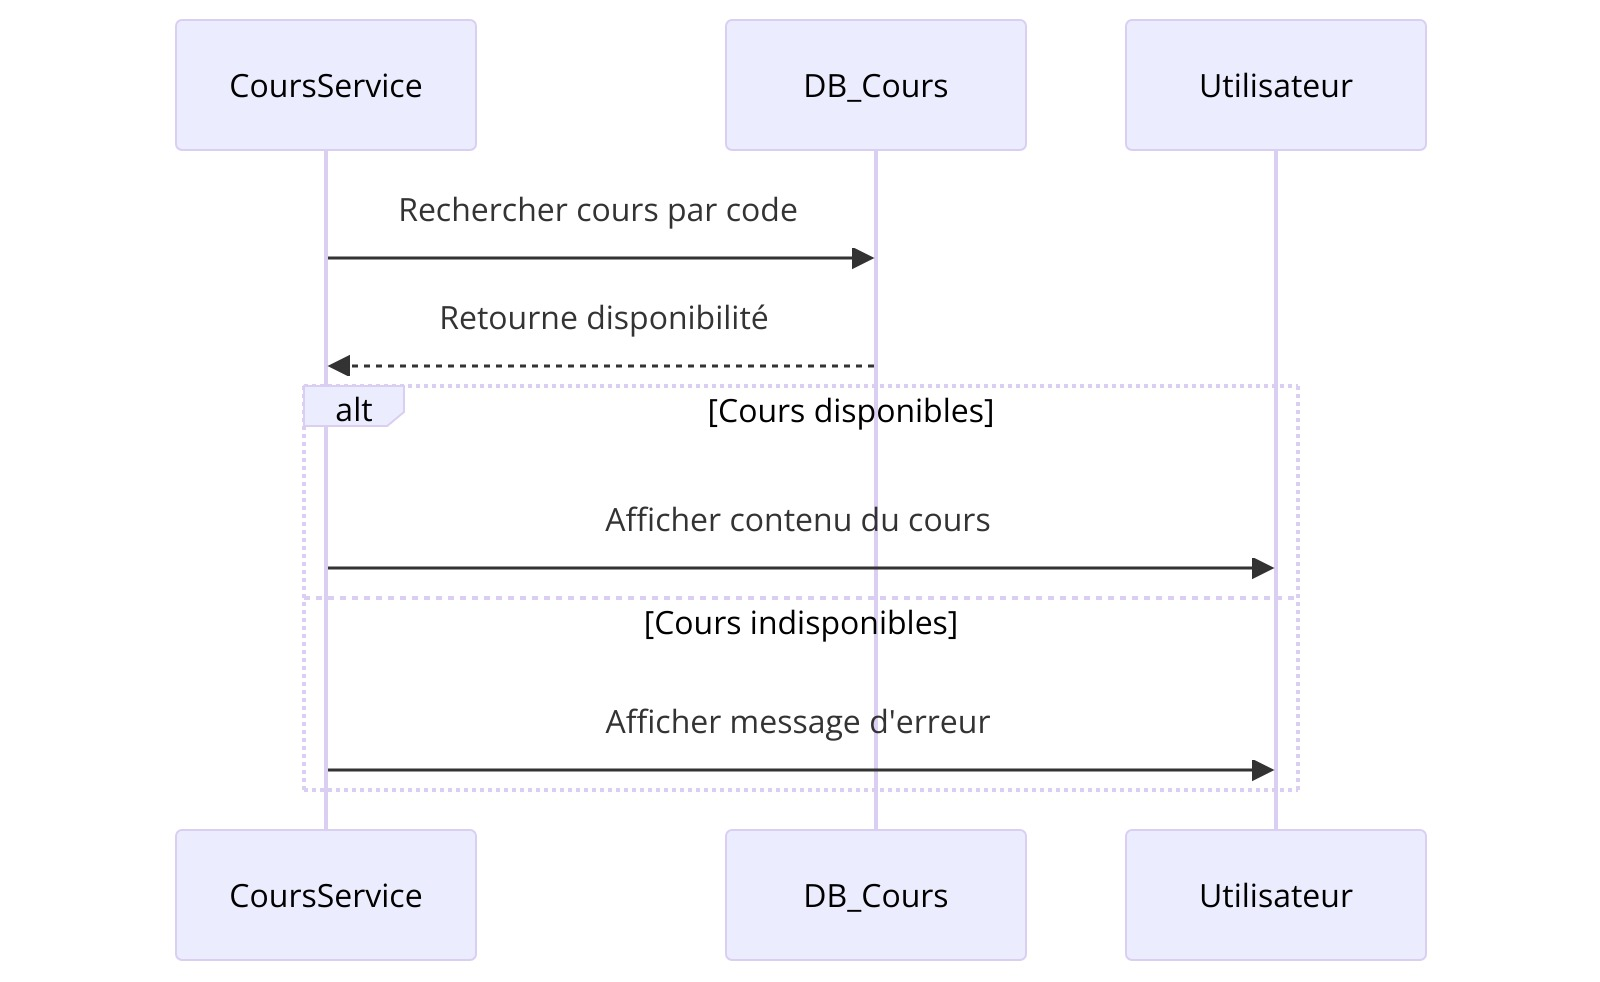 CoursService
DB_Cours
Utilisateur
Rechercher cours par code
Retourne disponibilité
alt
[Cours disponibles]
Afficher contenu du cours
[Cours indisponibles]
Afficher message d'erreur
CoursService
DB_Cours
Utilisateur